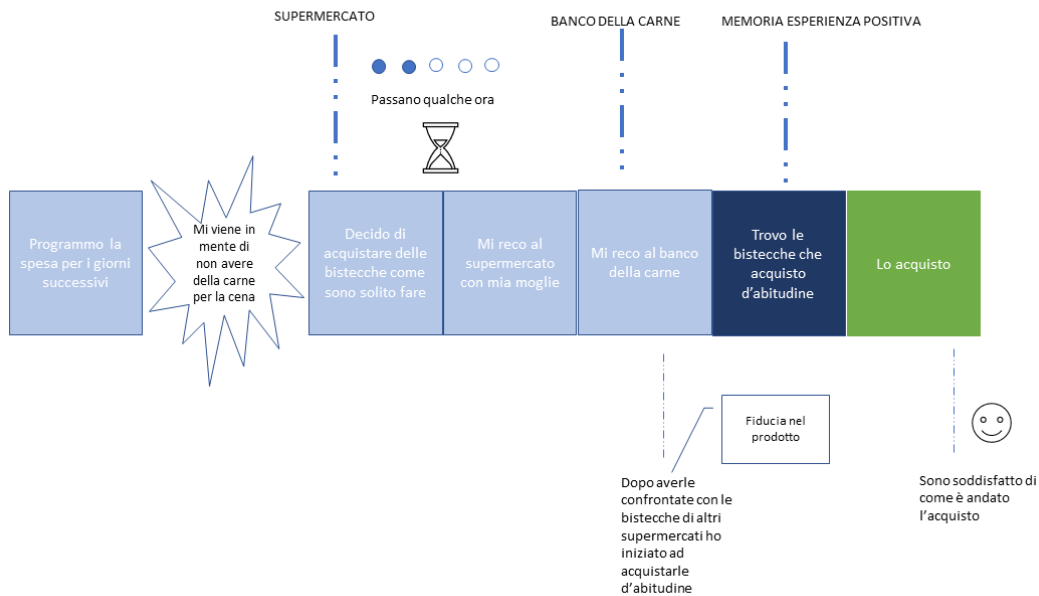 SUPERMERCATO
BANCO DELLA CARNE
MEMORIA ESPERIENZA POSITIVA
Passano qualche ora
Programmo la
spesa per i giorni
successivi
Mi viene in
mente di
non avere
della carne
per la cena
Decido di
acquistare delle
bistecche come
sono solito fare
Mi reco al
supermercato
con mia moglie
Mi reco al banco
della carne
Trovo le
bistecche che
acquisto
d’abitudine
Lo acquisto
Fiducia nel
prodotto
Dopo averle
confrontate con le
bistecche di altri
supermercati ho
iniziato ad
acquistarle
d’abitudine
Sono soddisfatto di
come è andato
l’acquisto